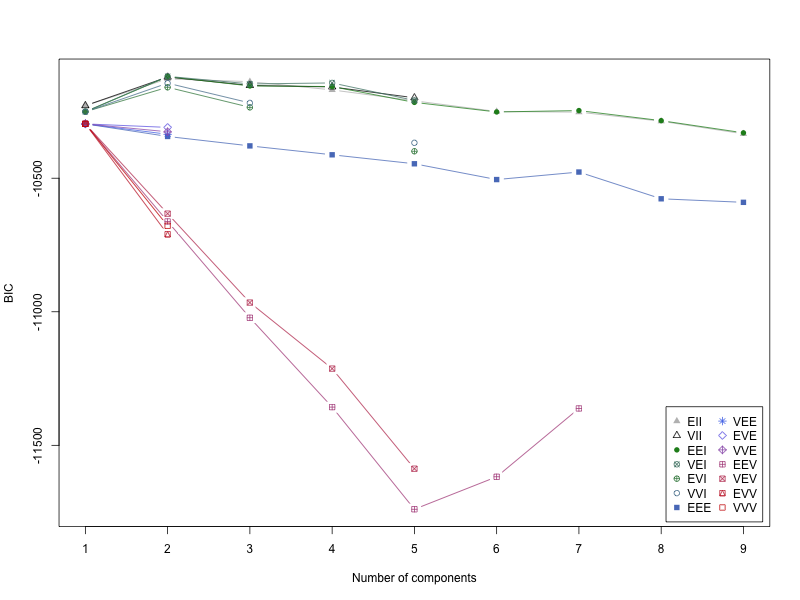 BIC
-10500
-11000
-11500
1 2 3 4 5 6 7 8 9
Number of components
EII VEE
VII EVE
EEI VVE
VEI EEV
EVI VEV
VVI EVV
EEE VVV